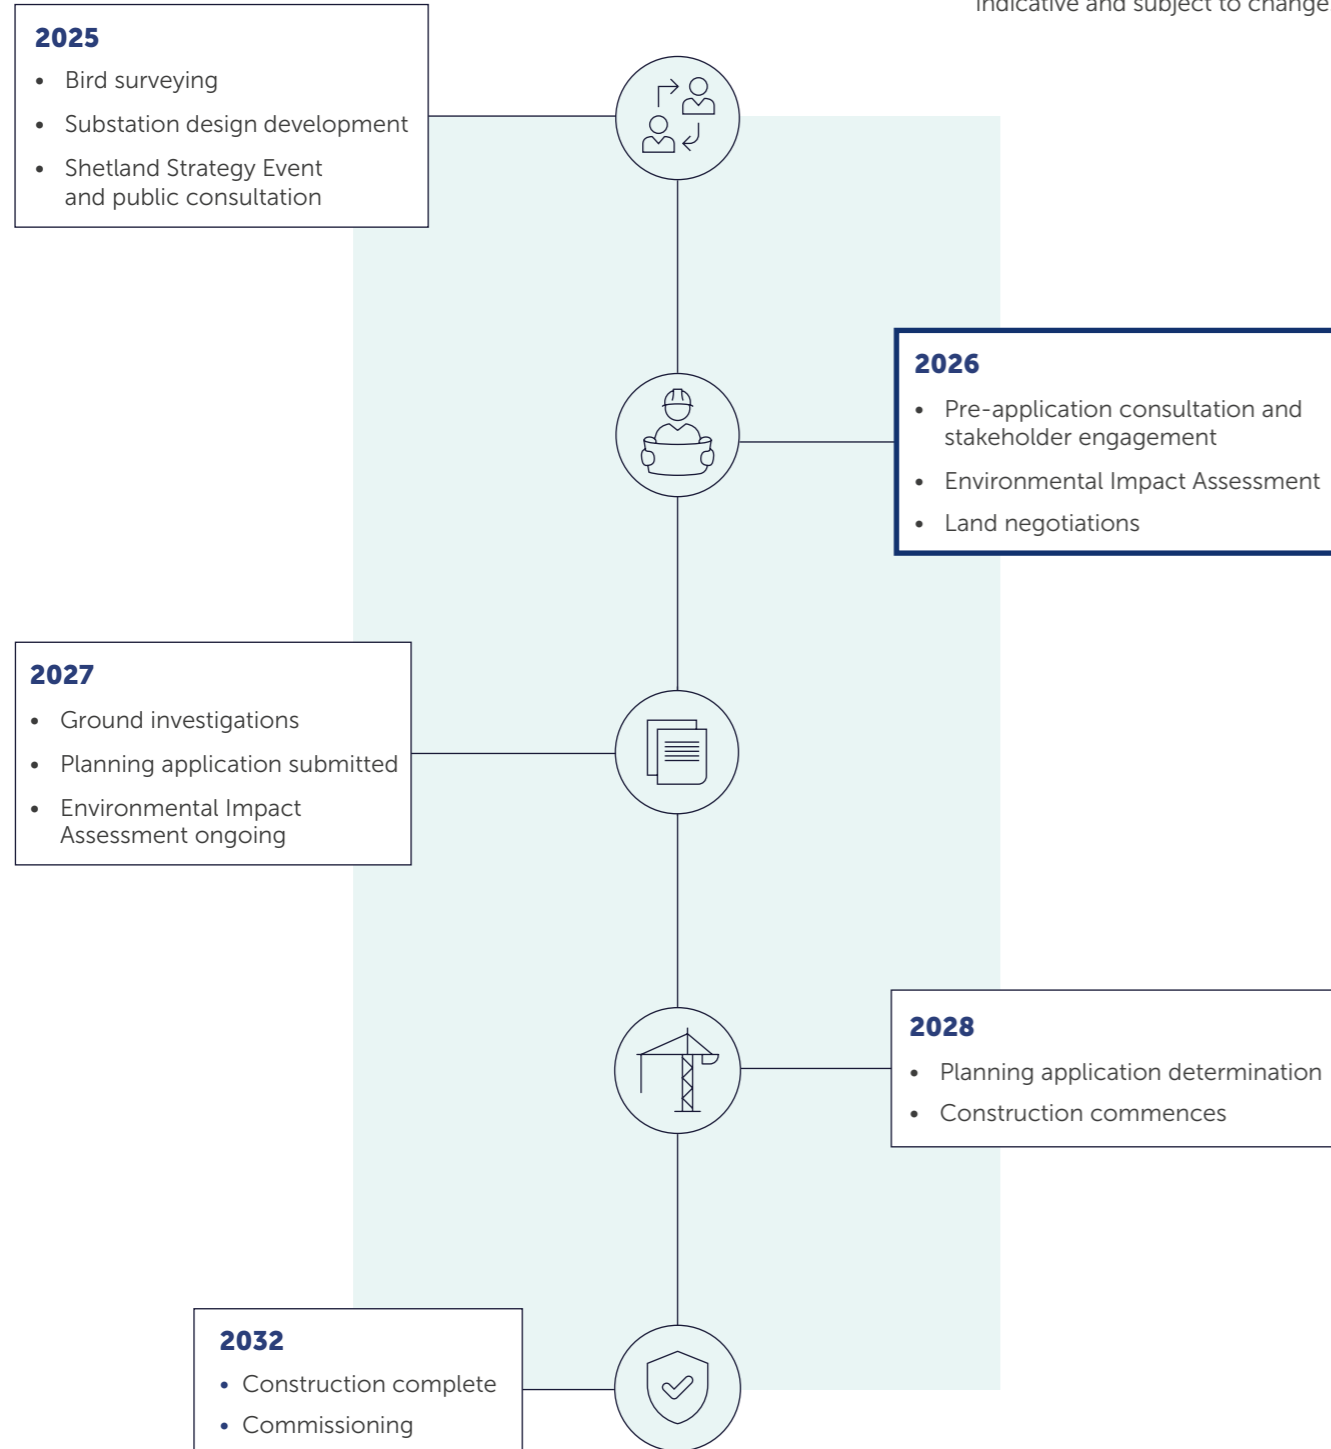 indicative and subject to change.
2025
• Bird surveying
• Substation design development
• Shetland Strategy Event
and public consultation
2026
• Pre-application consultation and
stakeholder engagement
• Environmental Impact Assessment
• Land negotiations
2027
• Ground investigations
• Planning application submitted
• Environmental Impact
Assessment ongoing
2028
• Planning application determination
• Construction commences
2032
• Construction complete
• Commissioning